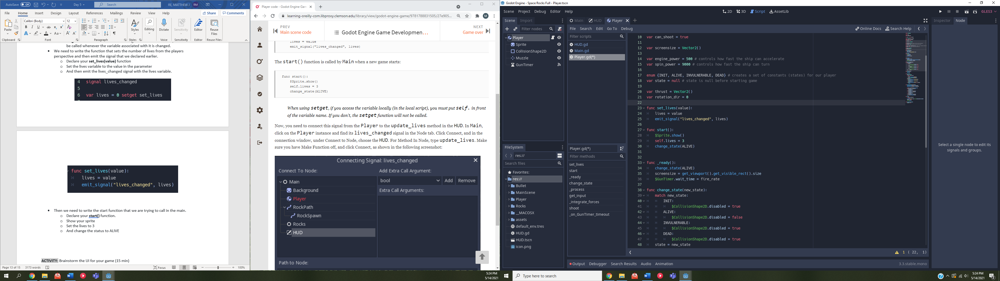 AutoSave Off
Day 5
Search
RE, MATTHEW J
RM
File Home Insert Design Layout References Mailings Review View Help
Share
Comments
Calibri (Body) 12
Paste
Styles
Editing
Dictate
Sensitivity
Editor
Reuse
Files
Clipboard
Font
Paragraph
Styles
Voice
Sensitivity
Editor
Reuse Files
be called whenever the variable associated with it is changed.
• We need to write the function that sets the number of lives from the players
perspective and then emit the signal that we declared earlier.
o Declare your set_lives(value) function
o Set the lives variable to the value in the parameter
o And then emit the lives_changed signal with the lives variable.
4 signal lives_changed
5
6 var lives = 0 setget set_lives
func set_lives(value):
lives = value
emit_signal("lives_changed", lives)
• Then we need to write the start function that we are trying to call in the main.
o Declare your start() function.
o Show your sprite
o Set the lives to 3
o And change the status to ALIVE
ACTIVITY: Brainstorm the UI for your game (15 min)
Page 13 of 15 3173 words
Focus
100%
Player code - Godot Engine Gam
learning-oreilly-com.libproxy.clemson.edu/library/view/godot-engine-game/9781788831505/27e905...
M
PREV
Main scene code
Godot Engine Game Developmen...
NEXT
Game over
lives = value
emit_signal("lives_changed", lives)
The start() function is called by Main when a new game starts:
func start():
$Sprite.show()
self.lives = 3
change_state(ALIVE)
When using setget, if you access the variable locally (in the local script), you must put self. in front
of the variable name. If you don't, the setget function will not be called.
Now, you need to connect this signal from the Player to the update_lives method in the HUD. In Main,
click on the Player instance and find its lives_changed signal in the Node tab. Click Connect, and in the
connection window, under Connect to Node, choose the HUD. For Method In Node, type update_lives. Make
sure you have Make Function off, and click Connect, as shown in the following screenshot:
Connecting Signal: lives_changed
Connect To Node:
Add Extra Call Argument:
Main
bool
Add
Remove
Background
Extra Call Arguments:
Player
RockPath
RockSpawn
Rocks
HUD
Path to Node:
5:24 PM
5/14/2021
Godot Engine - Space Rocks Full - Player.tscn
Scene Project Debug Editor Help
2D 3D Script AssetLib
GLES3
Scene Import
Filter nodes
Player
Sprite
CollisionShape2D
Muzzle
GunTimer
FileSystem
res://
Search files
Favorites:
res://
Bullet
MainScene
Player
Rocks
__MACOSX
assets
default_env.tres
HUD.gd
HUD.tscn
icon.png
Main HUD Player
File Search Edit Go To Debug
Online Docs Search Help
Filter scripts
HUD.gd
Main.gd
Player.gd(*)
Player.gd(*)
Filter methods
set_lives
start
_ready
change_state
_process
get_input
_integrate_forces
shoot
_on_GunTimer_timeout
10 var can_shoot = true
11
12 var screensize = Vector2()
13
14 var engine_power = 500 # controls how fast the ship can accelerate
15 var spin_power = 9000 # controls how fast the ship can turn
16
17 enum {INIT, ALIVE, INVULNERABLE, DEAD} # creates a set of constants (states) for our player
18 var state = null # state is null before starting game
19
20 var thrust = Vector2()
21 var rotation_dir = 0
22
23 func set_lives(value):
24 lives = value
25 emit_signal("lives_changed", lives)
26
27 func start():
28 $Sprite.show()
29 self.lives = 3
30 change_state(ALIVE)
31
32
33 func _ready():
34 change_state(ALIVE)
35 screensize = get_viewport().get_visible_rect().size
36 $GunTimer.wait_time = fire_rate
37
38 func change_state(new_state):
39 match new_state:
40 INIT:
41 $CollisionShape2D.disabled = true
42 ALIVE:
43 $CollisionShape2D.disabled = false
44 INVULNERABLE:
45 $CollisionShape2D.disabled = true
46 DEAD:
47 $CollisionShape2D.disabled = true
48 state = new_state
1 ( 22, 1)
Output Debugger Search Results Audio Animation
3.3.stable.mono
Inspector Node
Select a single node to edit its
signals and groups.
Type here to search
5:24 PM
5/14/2021